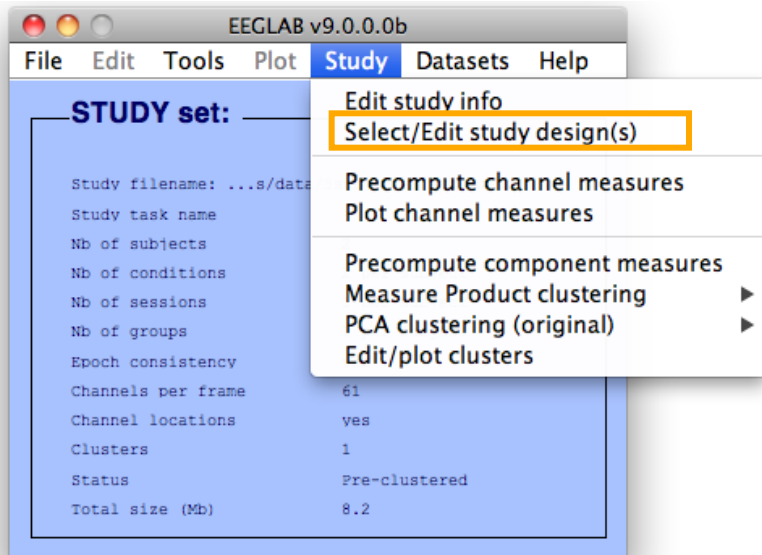 EEGLAB v9.0.0.0b
File Edit Tools Plot Study Datasets Help
STUDY set:
Edit study info
Select/Edit study design(s)
Precompute channel measures
Plot channel measures
Precompute component measures
Measure Product clustering
PCA clustering (original)
Edit/plot clusters
Study filename: ...s/data
Study task name
Nb of subjects
Nb of conditions
Nb of sessions
Nb of groups
Epoch consistency
Channels per frame 61
Channel locations yes
Clusters 1
Status Pre-clustered
Total size (Mb) 8.2